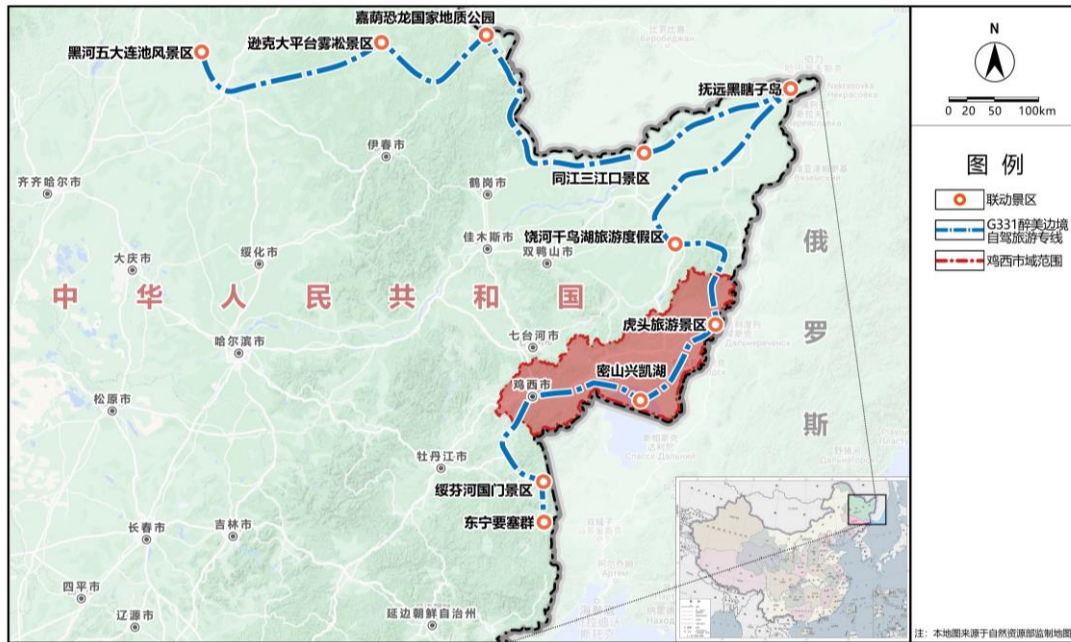 嘉荫恐龙国家地质公园
逊克大平台雾凇景区
黑河五大连池风景区
抚远黑瞎子岛
伊春市
齐齐哈尔市
鹤岗市
同江三江口景区
佳木斯市
双鸭山市
饶河千鸟湖旅游度假区
绥化市
大庆市
中华人民共和国
俄罗斯
虎头旅游景区
七台河市
哈尔滨市
密山兴凯湖
鸡西市
松原市
牡丹江市
绥芬河国门景区
东宁要塞群
长春市
吉林市
四平市
辽源市
延边朝鲜自治州
N
0 20 50 100km
图 例
联动景区
G331醉美边境
自驾旅游专线
鸡西市域范围
注：本地图来源于自然资源部监制地图